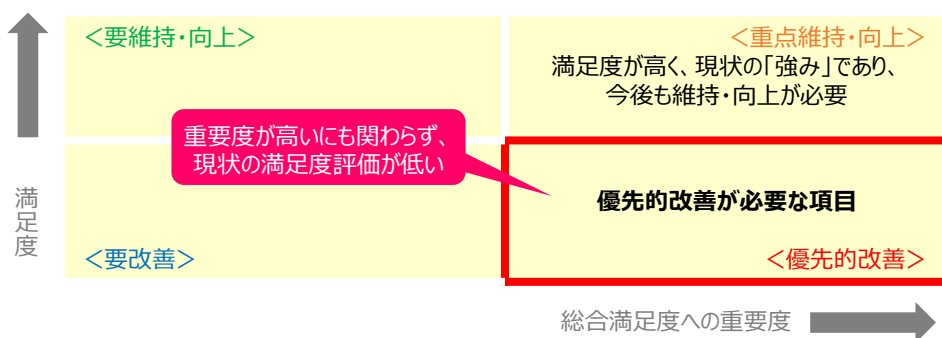 ＜要維持・向上＞
＜重点維持・向上＞
満足度が高く、現状の「強み」であり、
今後も維持・向上が必要
重要度が高いにも関わらず、
現状の満足度評価が低い
満足度
優先的改善が必要な項目
＜要改善＞
＜優先的改善＞
総合満足度への重要度